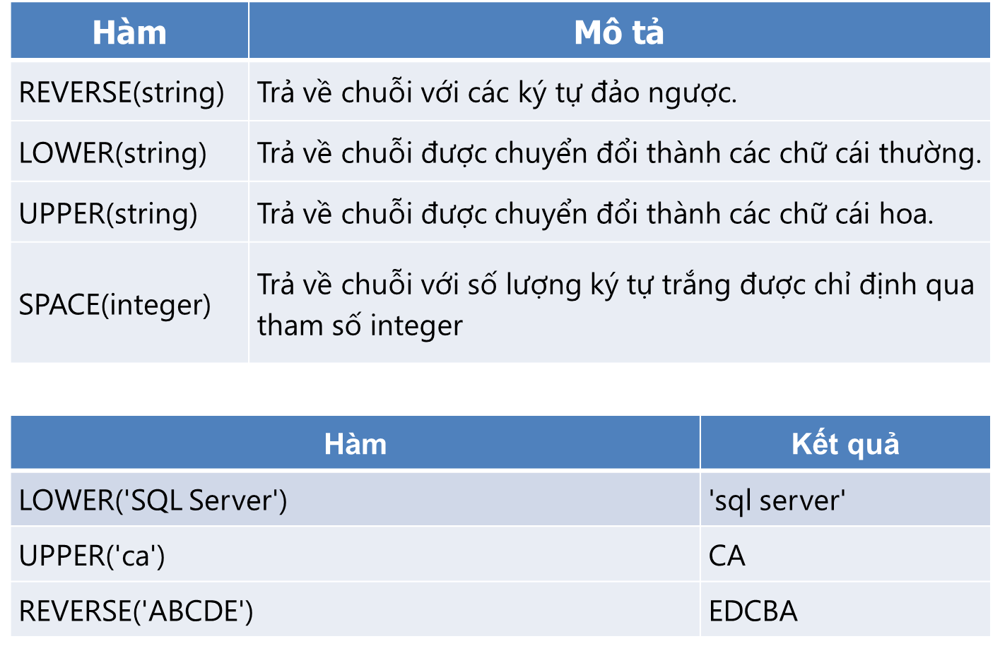 Hàm Mô tả
REVERSE(string) Trả về chuỗi với các ký tự đảo ngược.
LOWER(string) Trả về chuỗi được chuyển đổi thành các chữ cái thường.
UPPER(string) Trả về chuỗi được chuyển đổi thành các chữ cái hoa.
SPACE(integer) Trả về chuỗi với số lượng ký tự trắng được chỉ định qua
tham số integer
Hàm Kết quả
LOWER('SQL Server') 'sql server'
UPPER('ca') CA
REVERSE('ABCDE') EDCBA